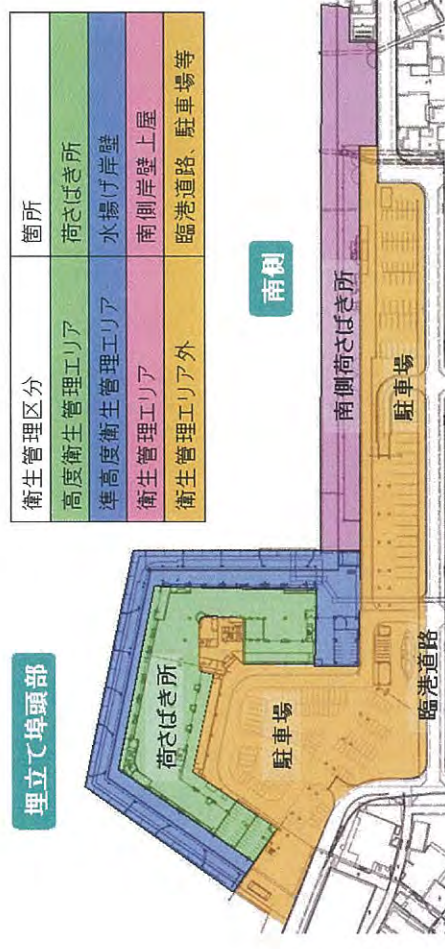 衛生管理区分 箇所
高度衛生管理エリア 荷さばき所
準高度衛生管理エリア 水揚げ岸壁
衛生管理エリア 南側岸壁上屋
衛生管理エリア外 臨港道路、駐車場等
埋立て埠頭部
南側
荷さばき所
駐車場
南側荷さばき所
駐車場
臨港道路